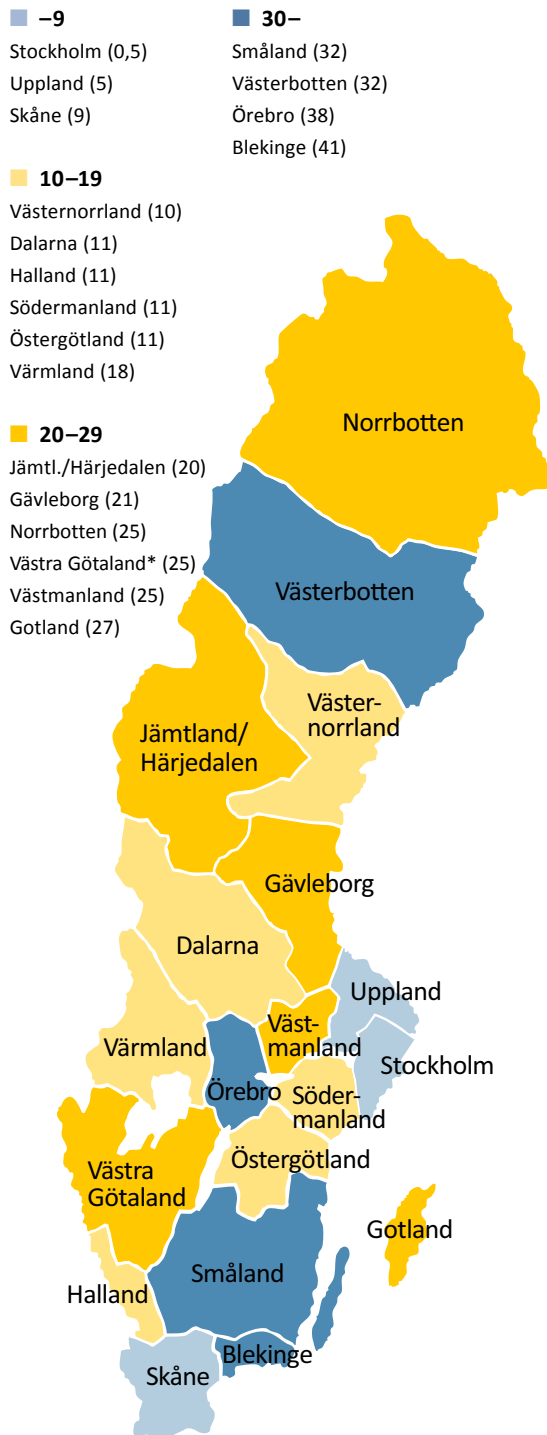 –9
Stockholm (0,5)
Uppland (5)
Skåne (9)
30–
Småland (32)
Västerbotten (32)
Örebro (38)
Blekinge (41)
10–19
Västernorrland (10)
Dalarna (11)
Halland (11)
Södermanland (11)
Östergötland (11)
Värmland (18)
20–29
Jämtl./Härjedalen (20)
Gävleborg (21)
Norrbotten (25)
Västra Götaland* (25)
Västmanland (25)
Gotland (27)
Norrbotten
Västerbotten
Väster-
norrland
Jämtland/
Härjedalen
Gävleborg
Dalarna
Uppland
Väst-
manland
Värmland
Stockholm
Örebro
Söder-
manland
Östergötland
Västra
Götaland
Gotland
Småland
Halland
Blekinge
Skåne